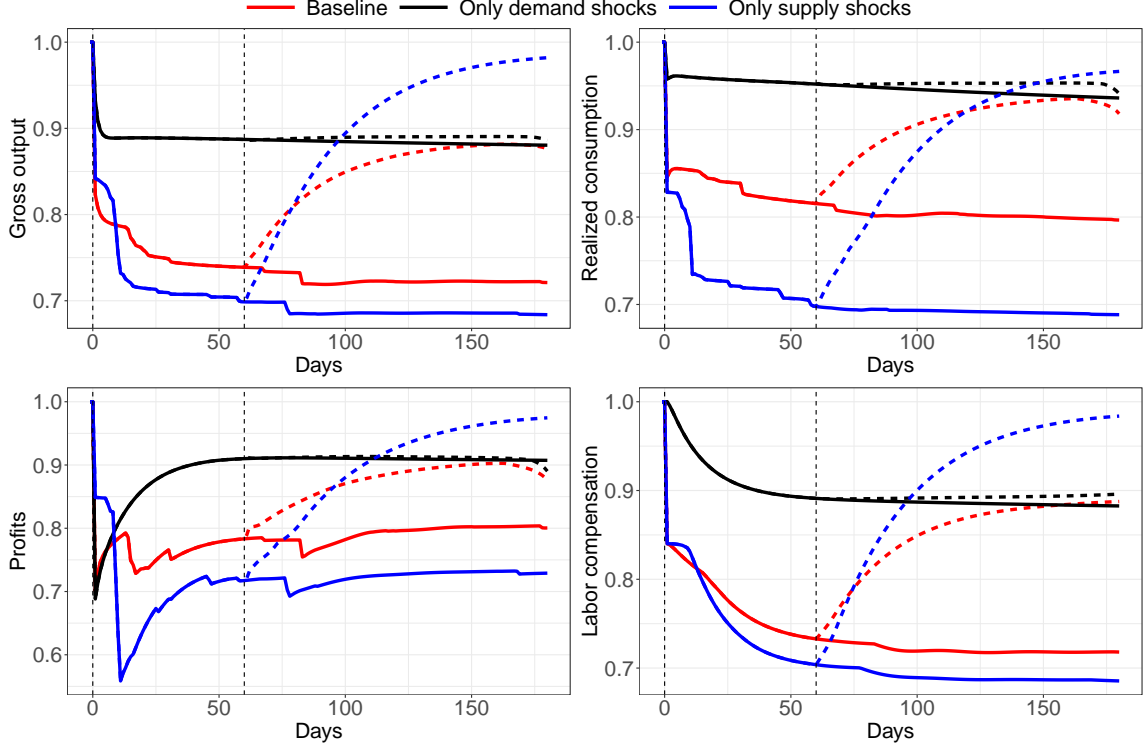 Baseline Only demand shocks Only supply shocks
Gross output
1.0
0.9
0.8
0.7
0 50 100 150
Days
Realized consumption
1.0
0.9
0.8
0.7
0 50 100 150
Days
Profits
1.0
0.9
0.8
0.7
0.6
0 50 100 150
Days
Labor compensation
1.0
0.9
0.8
0.7
0 50 100 150
Days